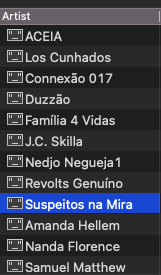 Artist
ACEIA
Los Cunhados
Connexão 017
Duzzão
Família 4 Vidas
J.C. Skilla
Nedjo Negueja1
Revolts Genuíno
Suspeitos na Mira
Amanda Hellem
Nanda Florence
Samuel Matthew